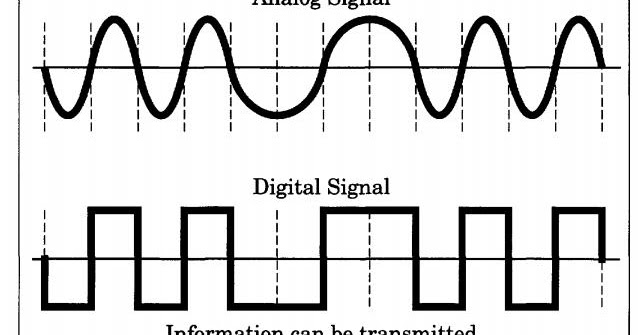 Analog Signal
Digital Signal
Information can be transmitted